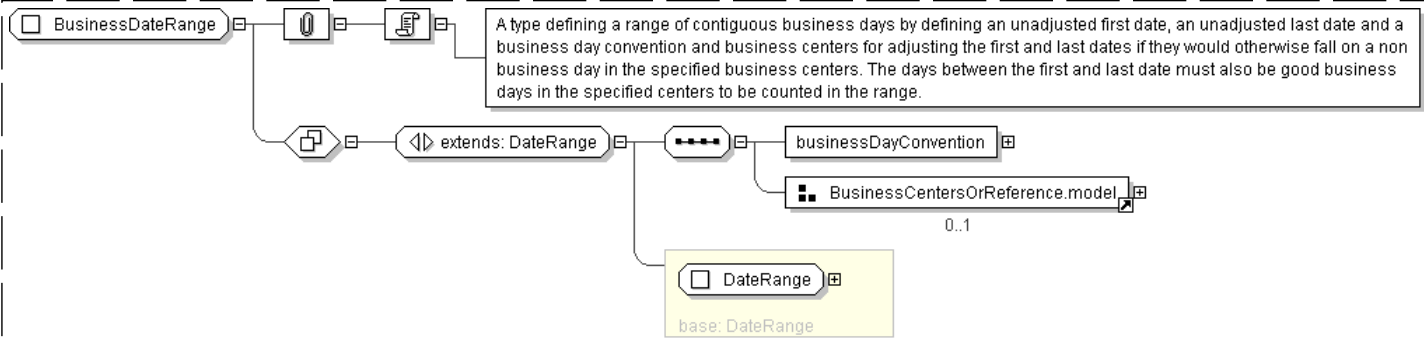 BusinessDateRange
A type defining a range of contiguous business days by defining an unadjusted first date, an unadjusted last date and a
business day convention and business centers for adjusting the first and last dates if they would otherwise fall on a non
business day in the specified business centers. The days between the first and last date must also be good business
days in the specified centers to be counted in the range.
extends: DateRange
businessDayConvention
BusinessCentersOrReference.model
0..1
DateRange
base: DateRange